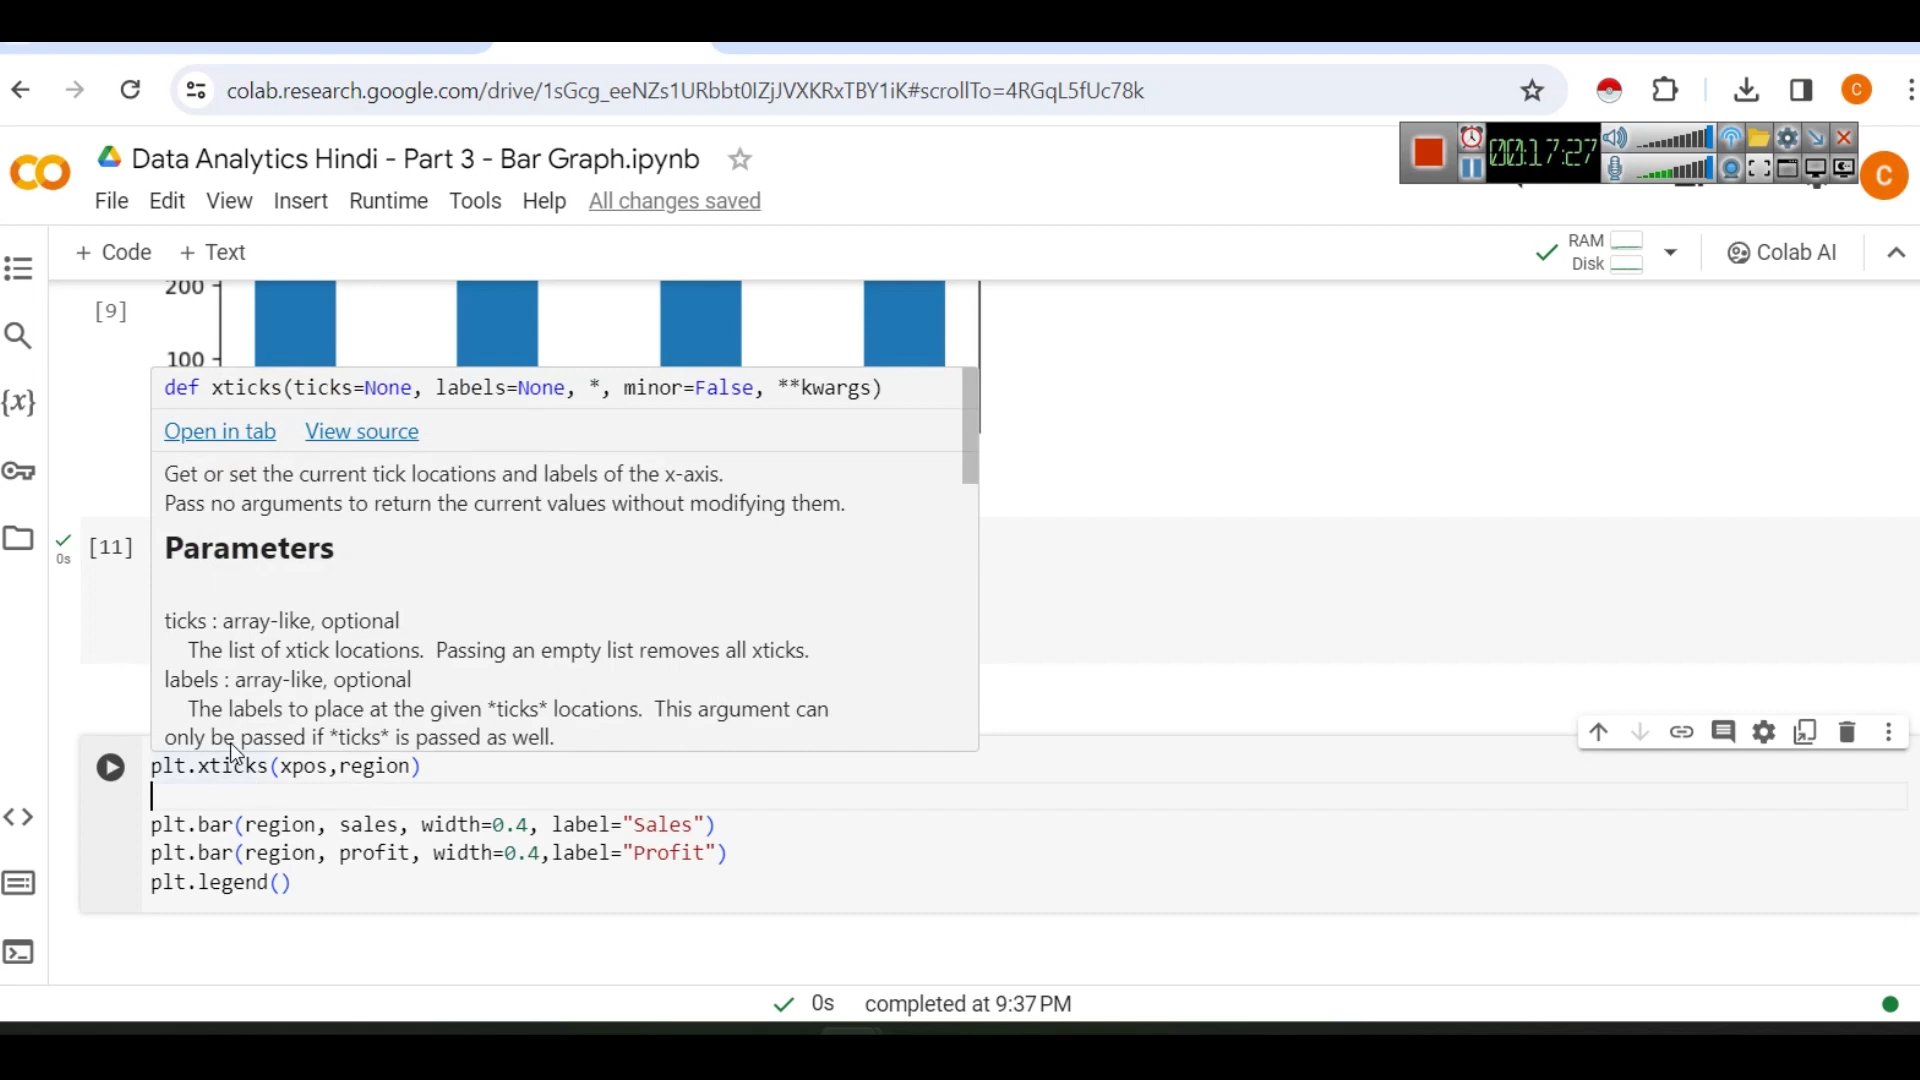 colab.research.google.com/drive/1sGcg_eeNZs1URbbt0IZjJVXKRxTBY1iK#scrollTo=4RGqL5fUc78k
C
Data Analytics Hindi - Part 3 - Bar Graph.ipynb
00:17:27
C
File Edit View Insert Runtime Tools Help All changes saved
+ Code + Text
RAM
Disk
Colab AI
200
[9]
100
def xticks(ticks=None, labels=None, *, minor=False, **kwargs)
Open in tab View source
Get or set the current tick locations and labels of the x-axis.
Pass no arguments to return the current values without modifying them.
Parameters
[11]
0s
ticks : array-like, optional
The list of xtick locations. Passing an empty list removes all xticks.
labels : array-like, optional
The labels to place at the given *ticks* locations. This argument can
only be passed if *ticks* is passed as well.
plt.xticks(xpos,region)
plt.bar(region, sales, width=0.4, label="Sales")
plt.bar(region, profit, width=0.4,label="Profit")
plt.legend()
0s completed at 9:37 PM